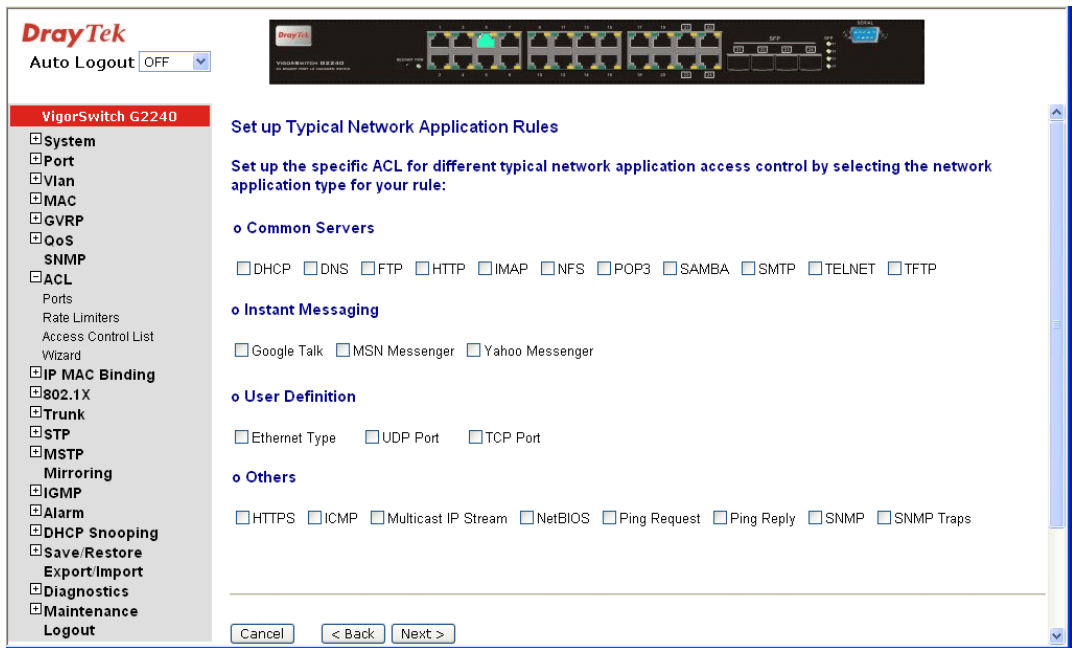 DrayTek
Auto Logout OFF
DrayTek
VIGORSWITCH G2240
SFP
SERIAL
VigorSwitch G2240
System
Port
Vlan
MAC
GVRP
QoS
SNMP
ACL
Ports
Rate Limiters
Access Control List
Wizard
IP MAC Binding
802.1X
Trunk
STP
MSTP
Mirroring
IGMP
Alarm
DHCP Snooping
Save/Restore
Export/Import
Diagnostics
Maintenance
Logout
Set up Typical Network Application Rules
Set up the specific ACL for different typical network application access control by selecting the network
application type for your rule:
o Common Servers
DHCP DNS FTP HTTP IMAP NFS POP3 SAMBA SMTP TELNET TFTP
o Instant Messaging
Google Talk MSN Messenger Yahoo Messenger
o User Definition
Ethernet Type UDP Port TCP Port
o Others
HTTPS ICMP Multicast IP Stream NetBIOS Ping Request Ping Reply SNMP SNMP Traps
Cancel < Back Next >